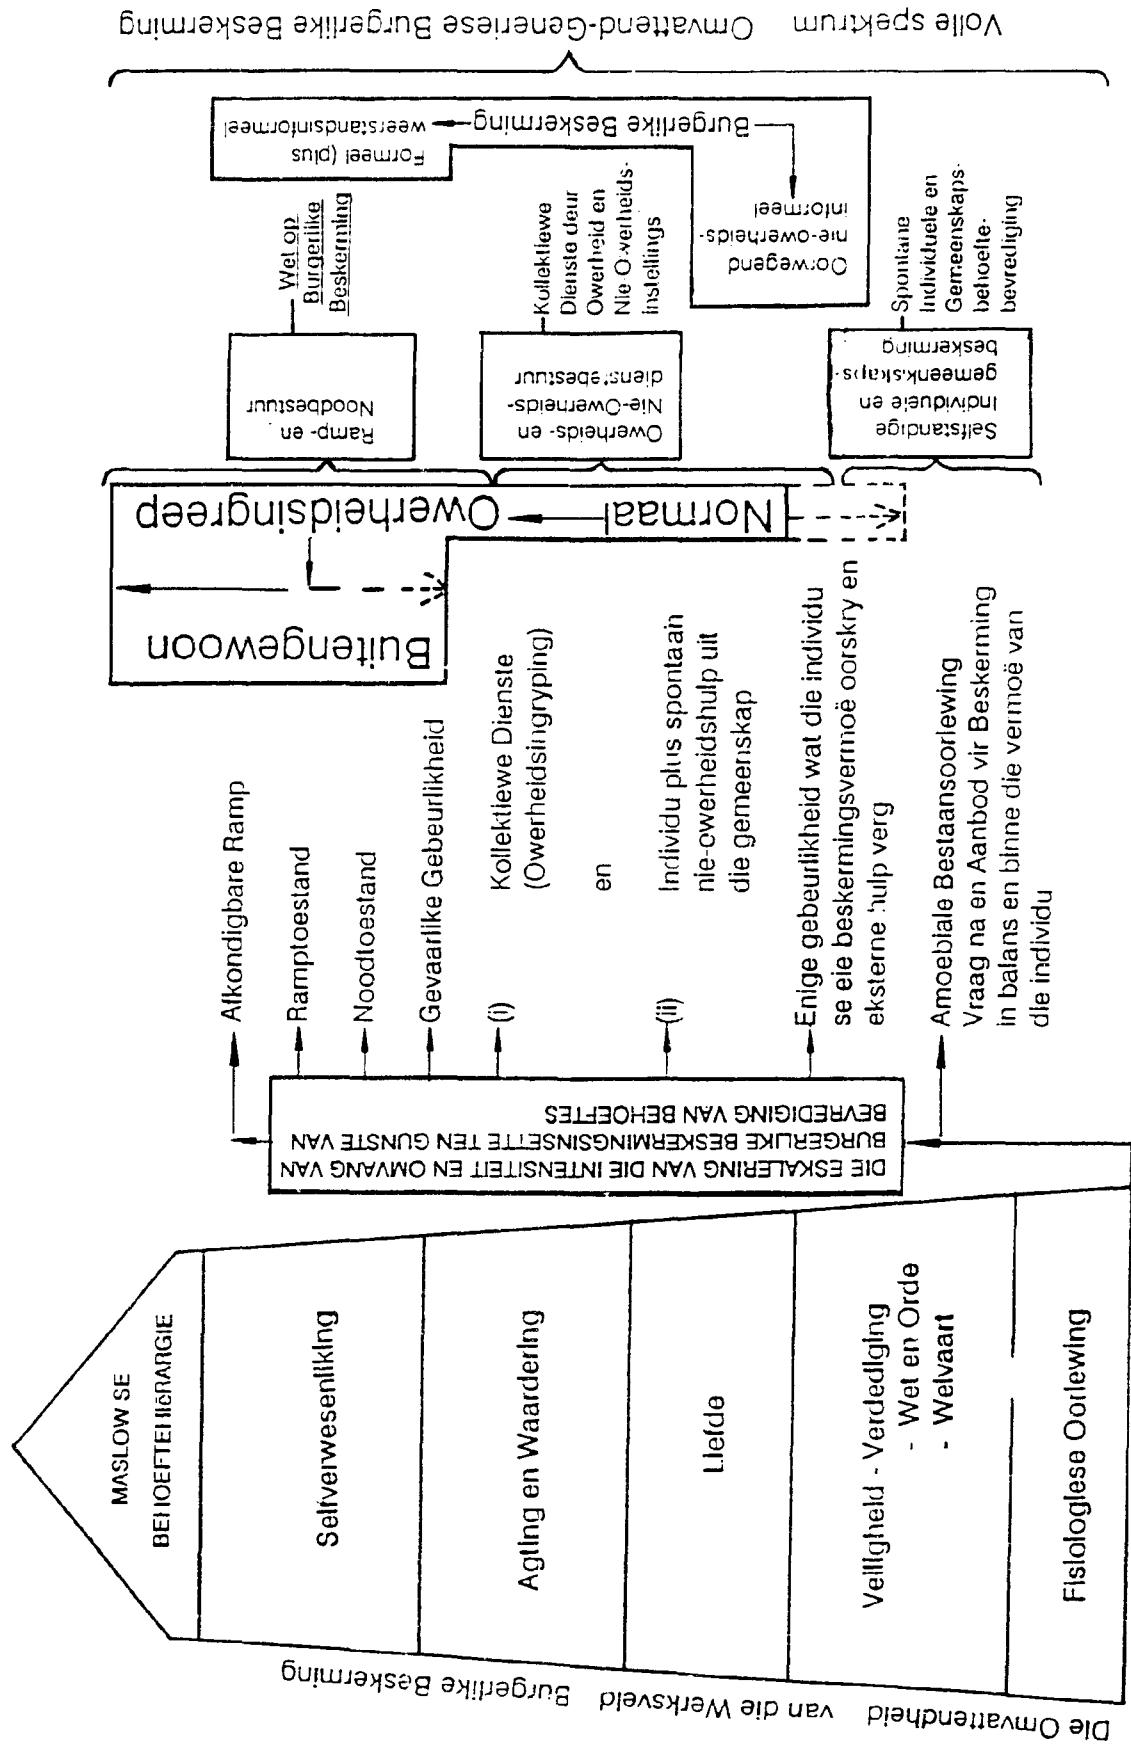 MASLOW SE
BEHOEFTEHIëRARGIE
Selfverwesenliking
Agting en Waardering
Liefde
Veiligheid - Verdediging
- Wet en Orde
- Welvaart
Fisiologiese Oorlewing
Die Omvattendheid van die Werksveld Burgerlike Beskerming
DIE ESKALERING VAN DIE INTENSITEIT EN OMVANG VAN
BURGERLIKE BESKERMINGSINSETTE TEN GUNSTE VAN
BEVREDIGING VAN BEHOEFTES
Afkondigbare Ramp
Ramptoestand
Noodtoestand
Gevaarlike Gebeurlikheid
(i) Kollektiewe Dienste
(Owerheidsingryping)
en
(ii) Individu plus spontaan
nie-owerheidshulp uit
die gemeenskap
Enige gebeurlikheid wat die individu
se eie beskermingsvermoë oorskry en
eksterne hulp verg
Amoebiale Bestaansoorlewing
Vraag na en Aanbod vir Beskerming
in balans en binne die vermoë van
die individu
Buitengewoon
Owerheidsingreep
Normaal
Ramp- en
Noodbestuur
Owerheids- en
Nie-Owerheids-
dienstebestuur
Selfstandige
Individuele en
gemeenskskaps-
beskerming
Wet op
Burgerlike
Beskerming
Kollektiewe
Dienste deur
Owerheid en
Nie-Owerheids-
instellings
Spontane
Individuele en
Gemeenskaps-
behoefte-
bevrediging
Formeel (plus
weerstandsinformeel
Burgerlike Beskerming
Oorwegend
nie-owerheids-
informeel
Volle spektrum Omvattend-Generiese Burgerlike Beskerming